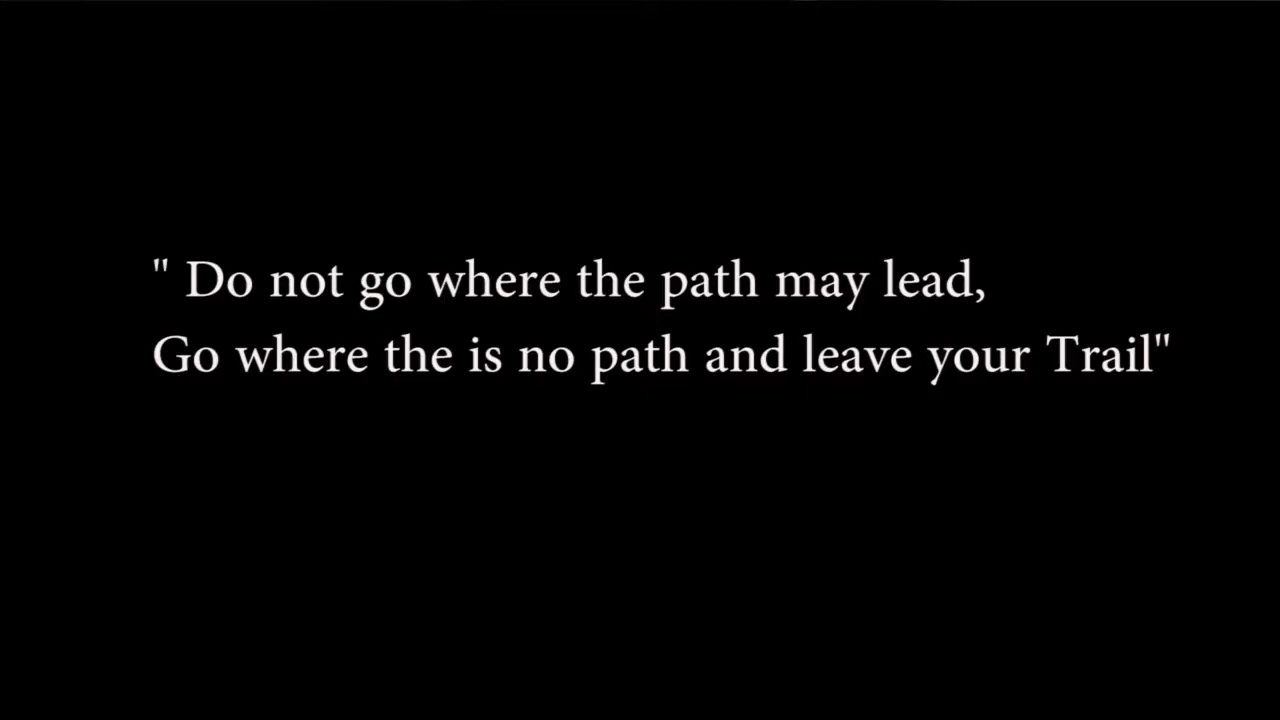 " Do not go where the path may lead,
Go where the is no path and leave your Trail"